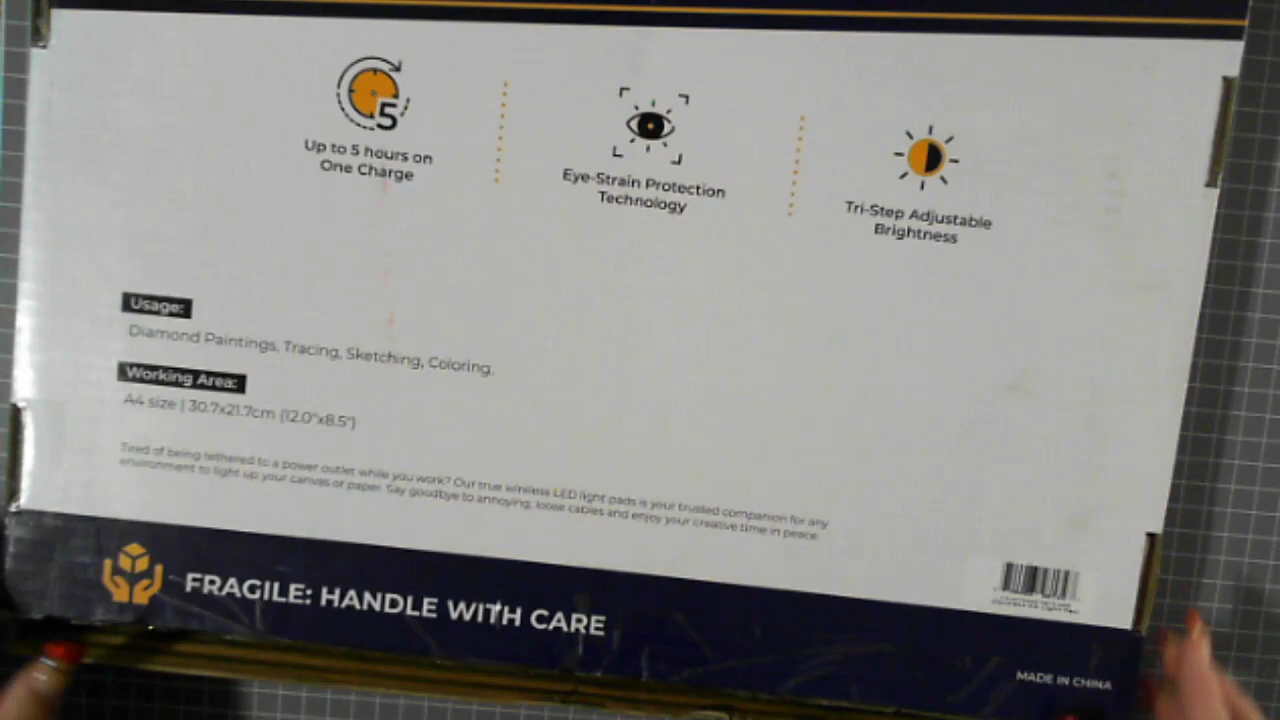 5
Up to 5 hours on
One Charge
Eye-Strain Protection
Technology
Tri-Step Adjustable
Brightness
Usage:
Diamond Paintings, Tracing, Sketching, Coloring.
Working Area:
A4 size | 30.7x21.7cm (12.0"x8.5")
Tired of being tethered to a power outlet while you work? Our true wireless LED light pads is your trusted companion for any
environment to light up your canvas or paper. Say goodbye to annoying, loose cables and enjoy your creative time in peace.
FRAGILE: HANDLE WITH CARE
MADE IN CHINA